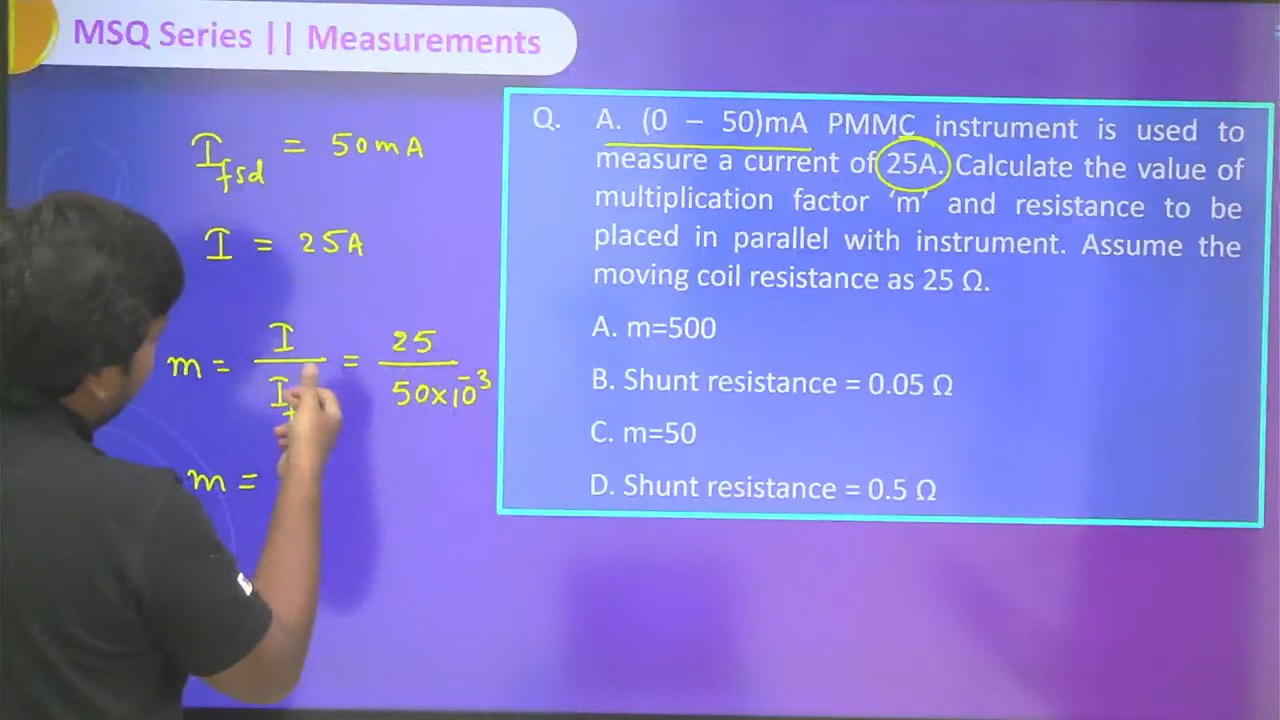 MSQ Series || Measurements
I fsd = 50mA
I = 25A
m = I / I = 25 / 50×10⁻³
m =
Q. A. (0 – 50)mA PMMC instrument is used to
measure a current of 25A. Calculate the value of
multiplication factor ‘m’ and resistance to be
placed in parallel with instrument. Assume the
moving coil resistance as 25 Ω.
A. m=500
B. Shunt resistance = 0.05 Ω
C. m=50
D. Shunt resistance = 0.5 Ω